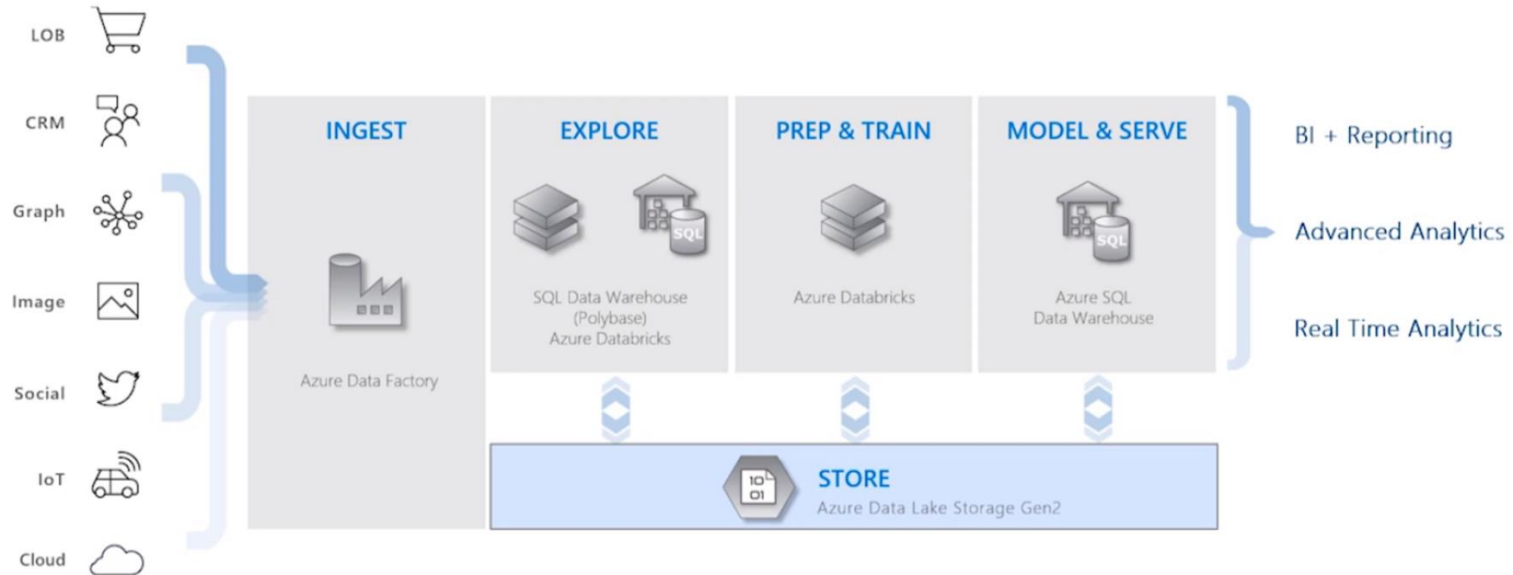 LOB
CRM
Graph
Image
Social
IoT
Cloud
INGEST
Azure Data Factory
EXPLORE
SQL
SQL Data Warehouse
(Polybase)
Azure Databricks
PREP & TRAIN
Azure Databricks
MODEL & SERVE
SQL
Azure SQL
Data Warehouse
10
01
STORE
Azure Data Lake Storage Gen2
BI + Reporting
Advanced Analytics
Real Time Analytics